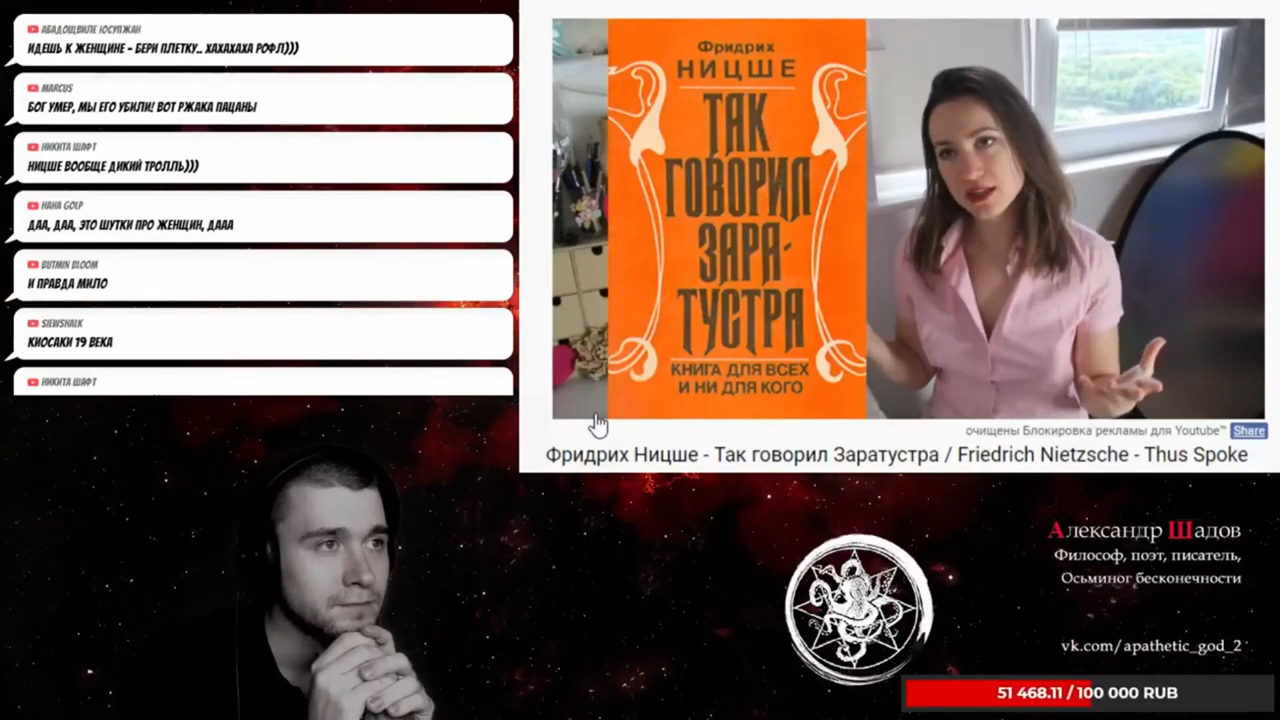 АБАДОЩВИЛЕ ЮСУПЖАН
ИДЕШЬ К ЖЕНЩИНЕ - БЕРИ ПЛЕТКУ.. ХАХАХАХА РОФЛ)))
MARCUS
БОГ УМЕР, МЫ ЕГО УБИЛИ! ВОТ РЖАКА ПАЦАНЫ
НИКИТА ШАФТ
НИЦШЕ ВООБЩЕ ДИКИЙ ТРОЛЛЬ)))
НАНА GOLP
ДАА, ДАА, ЭТО ШУТКИ ПРО ЖЕНЩИН, ДААА
BUTMIN BLOOM
И ПРАВДА МИЛО
SIEWSHALK
КИОСАКИ 19 ВЕКА
НИКИТА ШАФТ
Фридрих
НИЦШЕ
ТАК
ГОВОРИЛ
ЗАРА-
ТУСТРА
КНИГА ДЛЯ ВСЕХ
И НИ ДЛЯ КОГО
очищены Блокировка рекламы для Youtube™ Share
Фридрих Ницше - Так говорил Заратустра / Friedrich Nietzsche - Thus Spoke
Александр Шадов
Философ, поэт, писатель,
Осьминог бесконечности
vk.com/apathetic_god_2
51 468.11 / 100 000 RUB